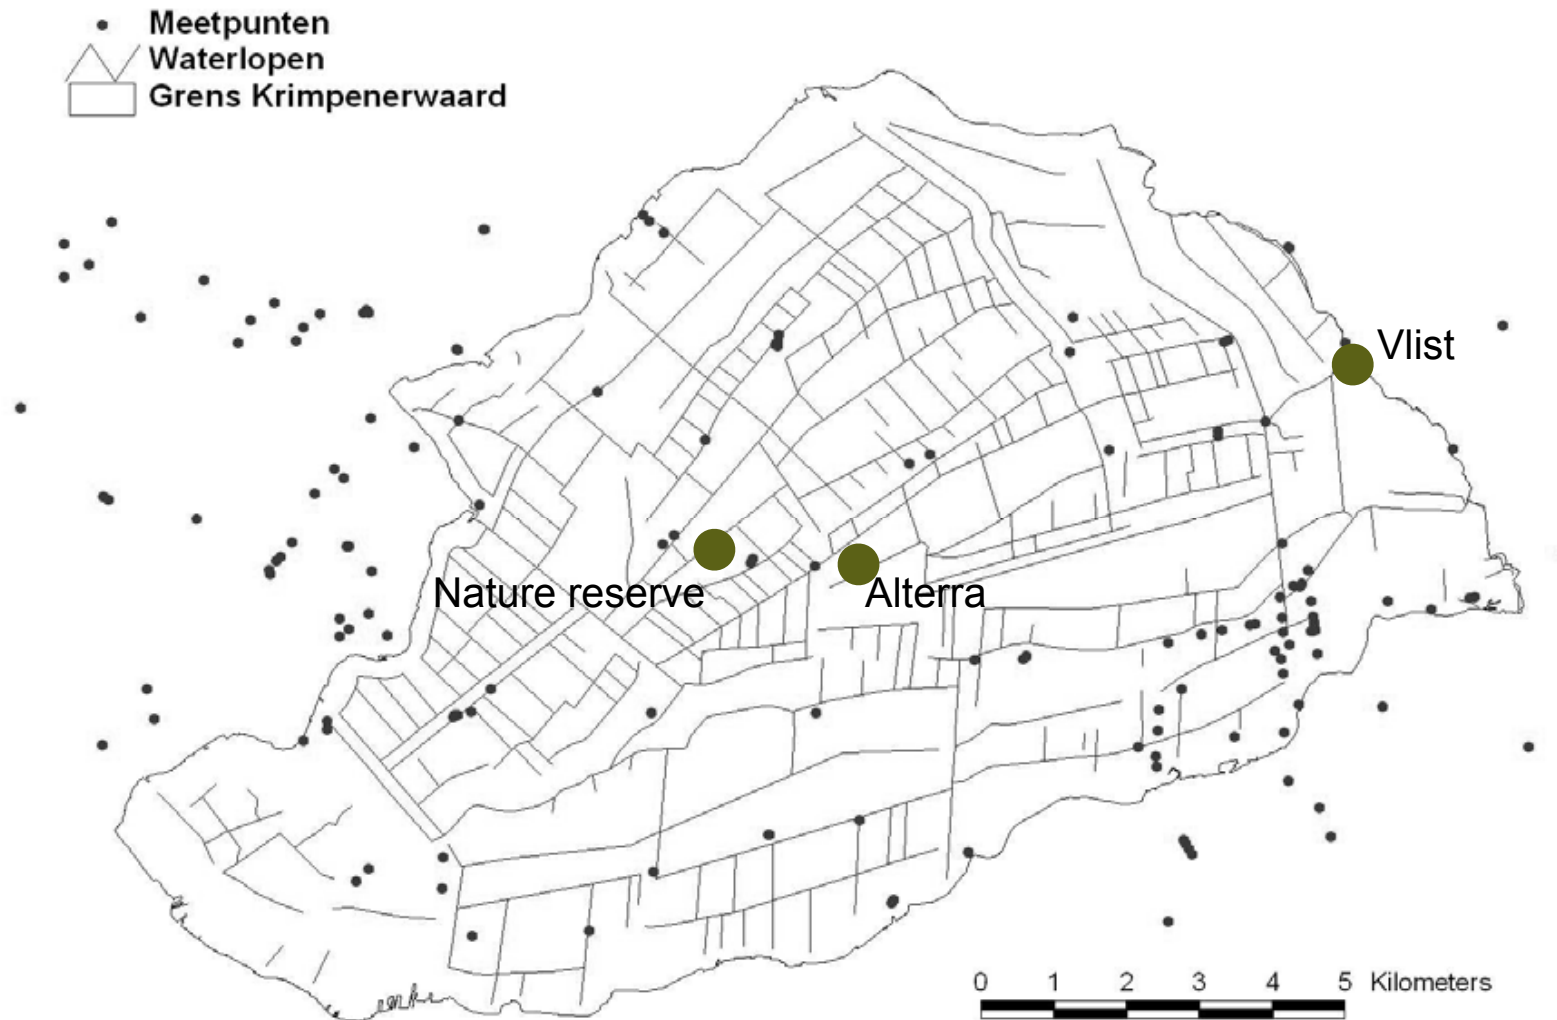 Meetpunten
Waterlopen
Grens Krimpenerwaard
Vlist
Nature reserve
Alterra
0 1 2 3 4 5 Kilometers